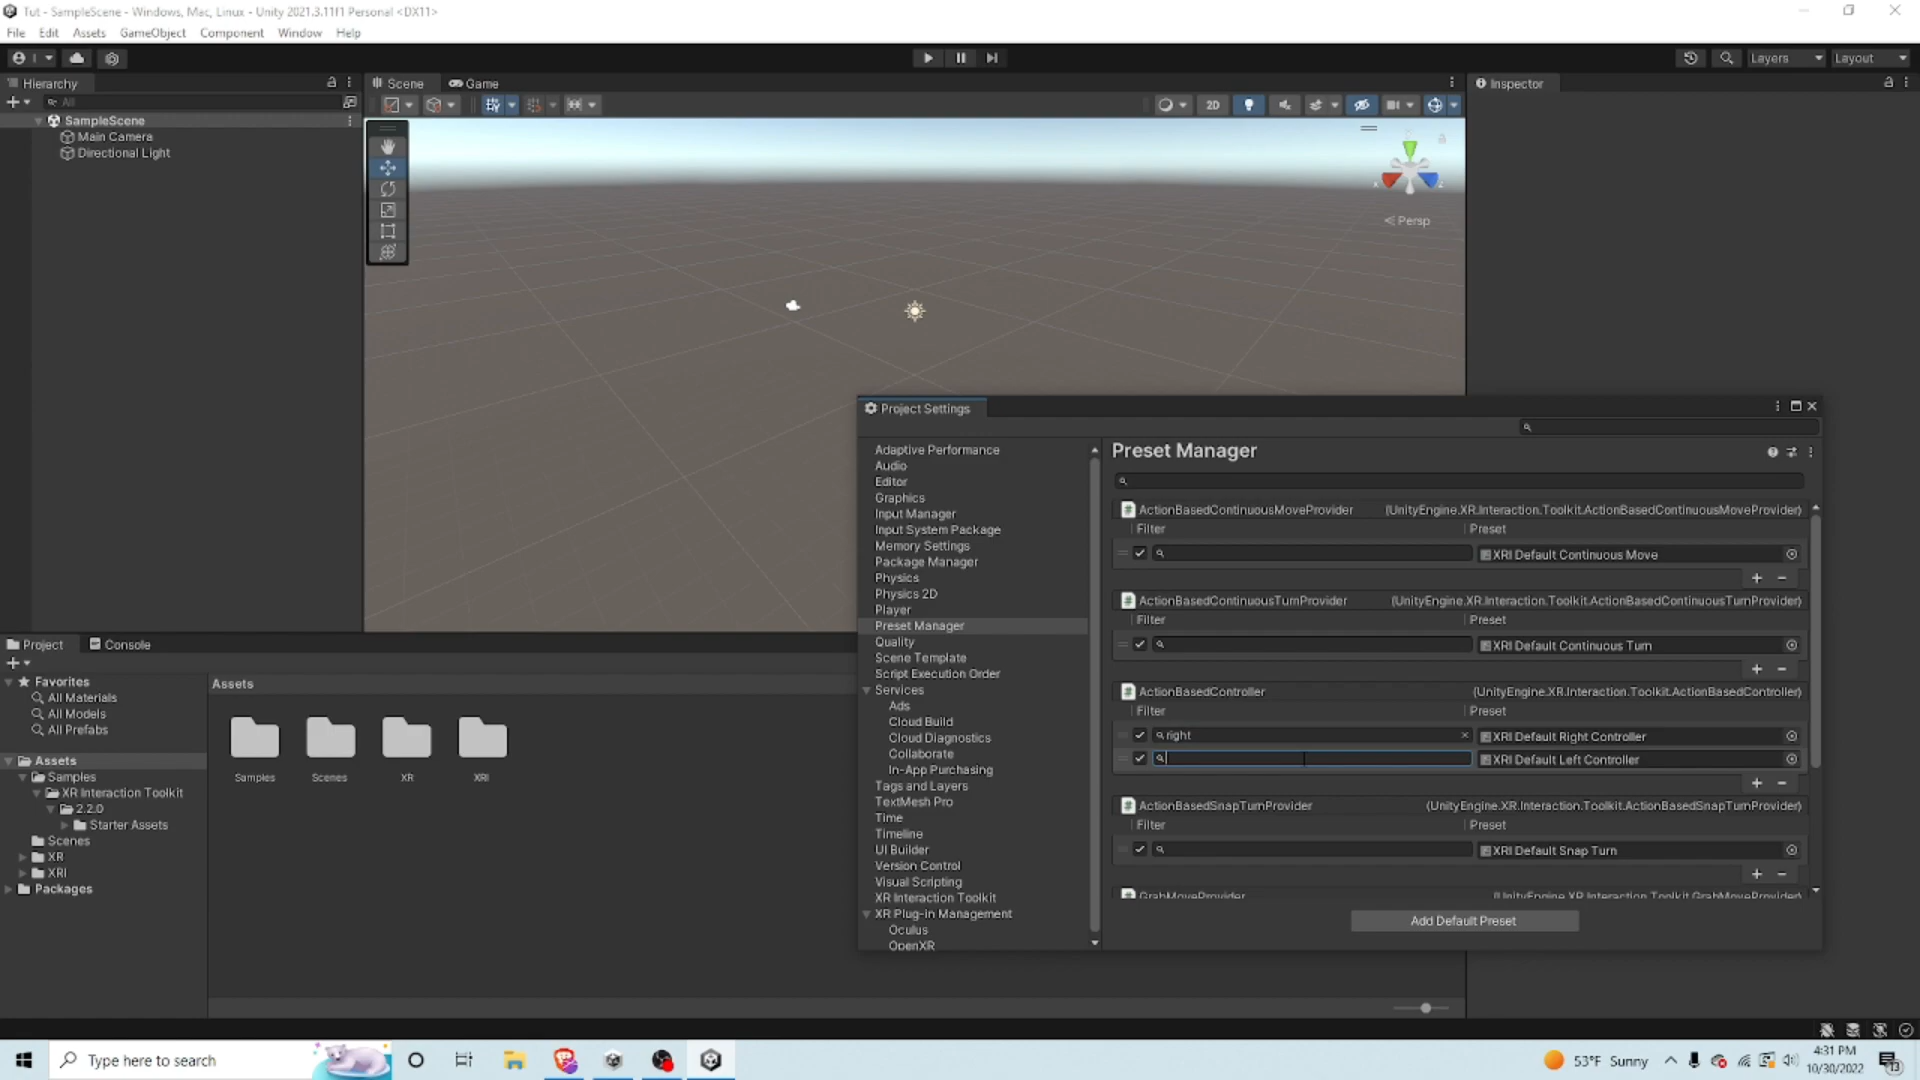 Tut - SampleScene - Windows, Mac, Linux - Unity 2021.3.11f1 Personal <DX11>
File Edit Assets GameObject Component Window Help
Layers Layout
Hierarchy
All
SampleScene
Main Camera
Directional Light
Scene Game
2D
Persp
Inspector
Project Settings
Adaptive Performance
Audio
Editor
Graphics
Input Manager
Input System Package
Memory Settings
Package Manager
Physics
Physics 2D
Player
Preset Manager
Quality
Scene Template
Script Execution Order
Services
Ads
Cloud Build
Cloud Diagnostics
Collaborate
In-App Purchasing
Tags and Layers
TextMesh Pro
Time
Timeline
UI Builder
Version Control
Visual Scripting
XR Interaction Toolkit
XR Plug-in Management
Oculus
OpenXR
Preset Manager
ActionBasedContinuousMoveProvider (UnityEngine.XR.Interaction.Toolkit.ActionBasedContinuousMoveProvider)
Filter Preset
XRI Default Continuous Move
ActionBasedContinuousTurnProvider (UnityEngine.XR.Interaction.Toolkit.ActionBasedContinuousTurnProvider)
Filter Preset
XRI Default Continuous Turn
ActionBasedController (UnityEngine.XR.Interaction.Toolkit.ActionBasedController)
Filter Preset
right XRI Default Right Controller
XRI Default Left Controller
ActionBasedSnapTurnProvider (UnityEngine.XR.Interaction.Toolkit.ActionBasedSnapTurnProvider)
Filter Preset
XRI Default Snap Turn
GrabMoveProvider (UnityEngine.XR.Interaction.Toolkit.GrabMoveProvider)
Add Default Preset
Project Console
Favorites
All Materials
All Models
All Prefabs
Assets
Samples
XR Interaction Toolkit
2.2.0
Starter Assets
Scenes
XR
XRI
Packages
Assets
Samples Scenes XR XRI
Type here to search
53°F Sunny
4:31 PM
10/30/2022
13